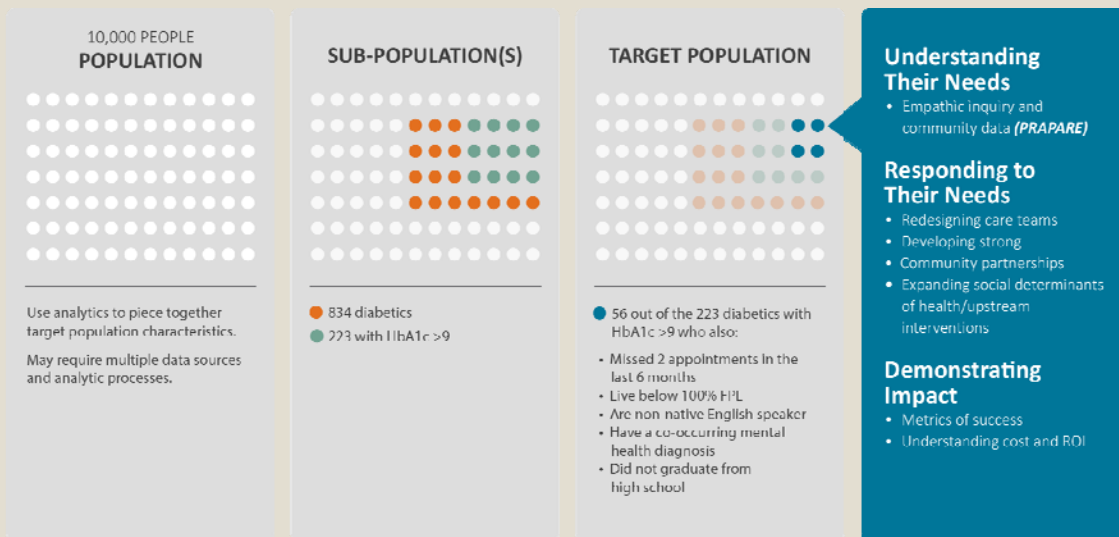 10,000 PEOPLE
POPULATION
Use analytics to piece together
target population characteristics.
May require multiple data sources
and analytic processes.
SUB-POPULATION(S)
834 diabetics
223 with HbA1c >9
TARGET POPULATION
56 out of the 223 diabetics with
HbA1c >9 who also:
• Missed 2 appointments in the
last 6 months
• Live below 100% FPL
• Are non-native English speaker
• Have a co-occurring mental
health diagnosis
• Did not graduate from
high school
Understanding
Their Needs
• Empathic inquiry and
community data (PRAPARE)
Responding to
Their Needs
• Redesigning care teams
• Developing strong
• Community partnerships
• Expanding social determinants
of health/upstream
interventions
Demonstrating
Impact
• Metrics of success
• Understanding cost and ROI